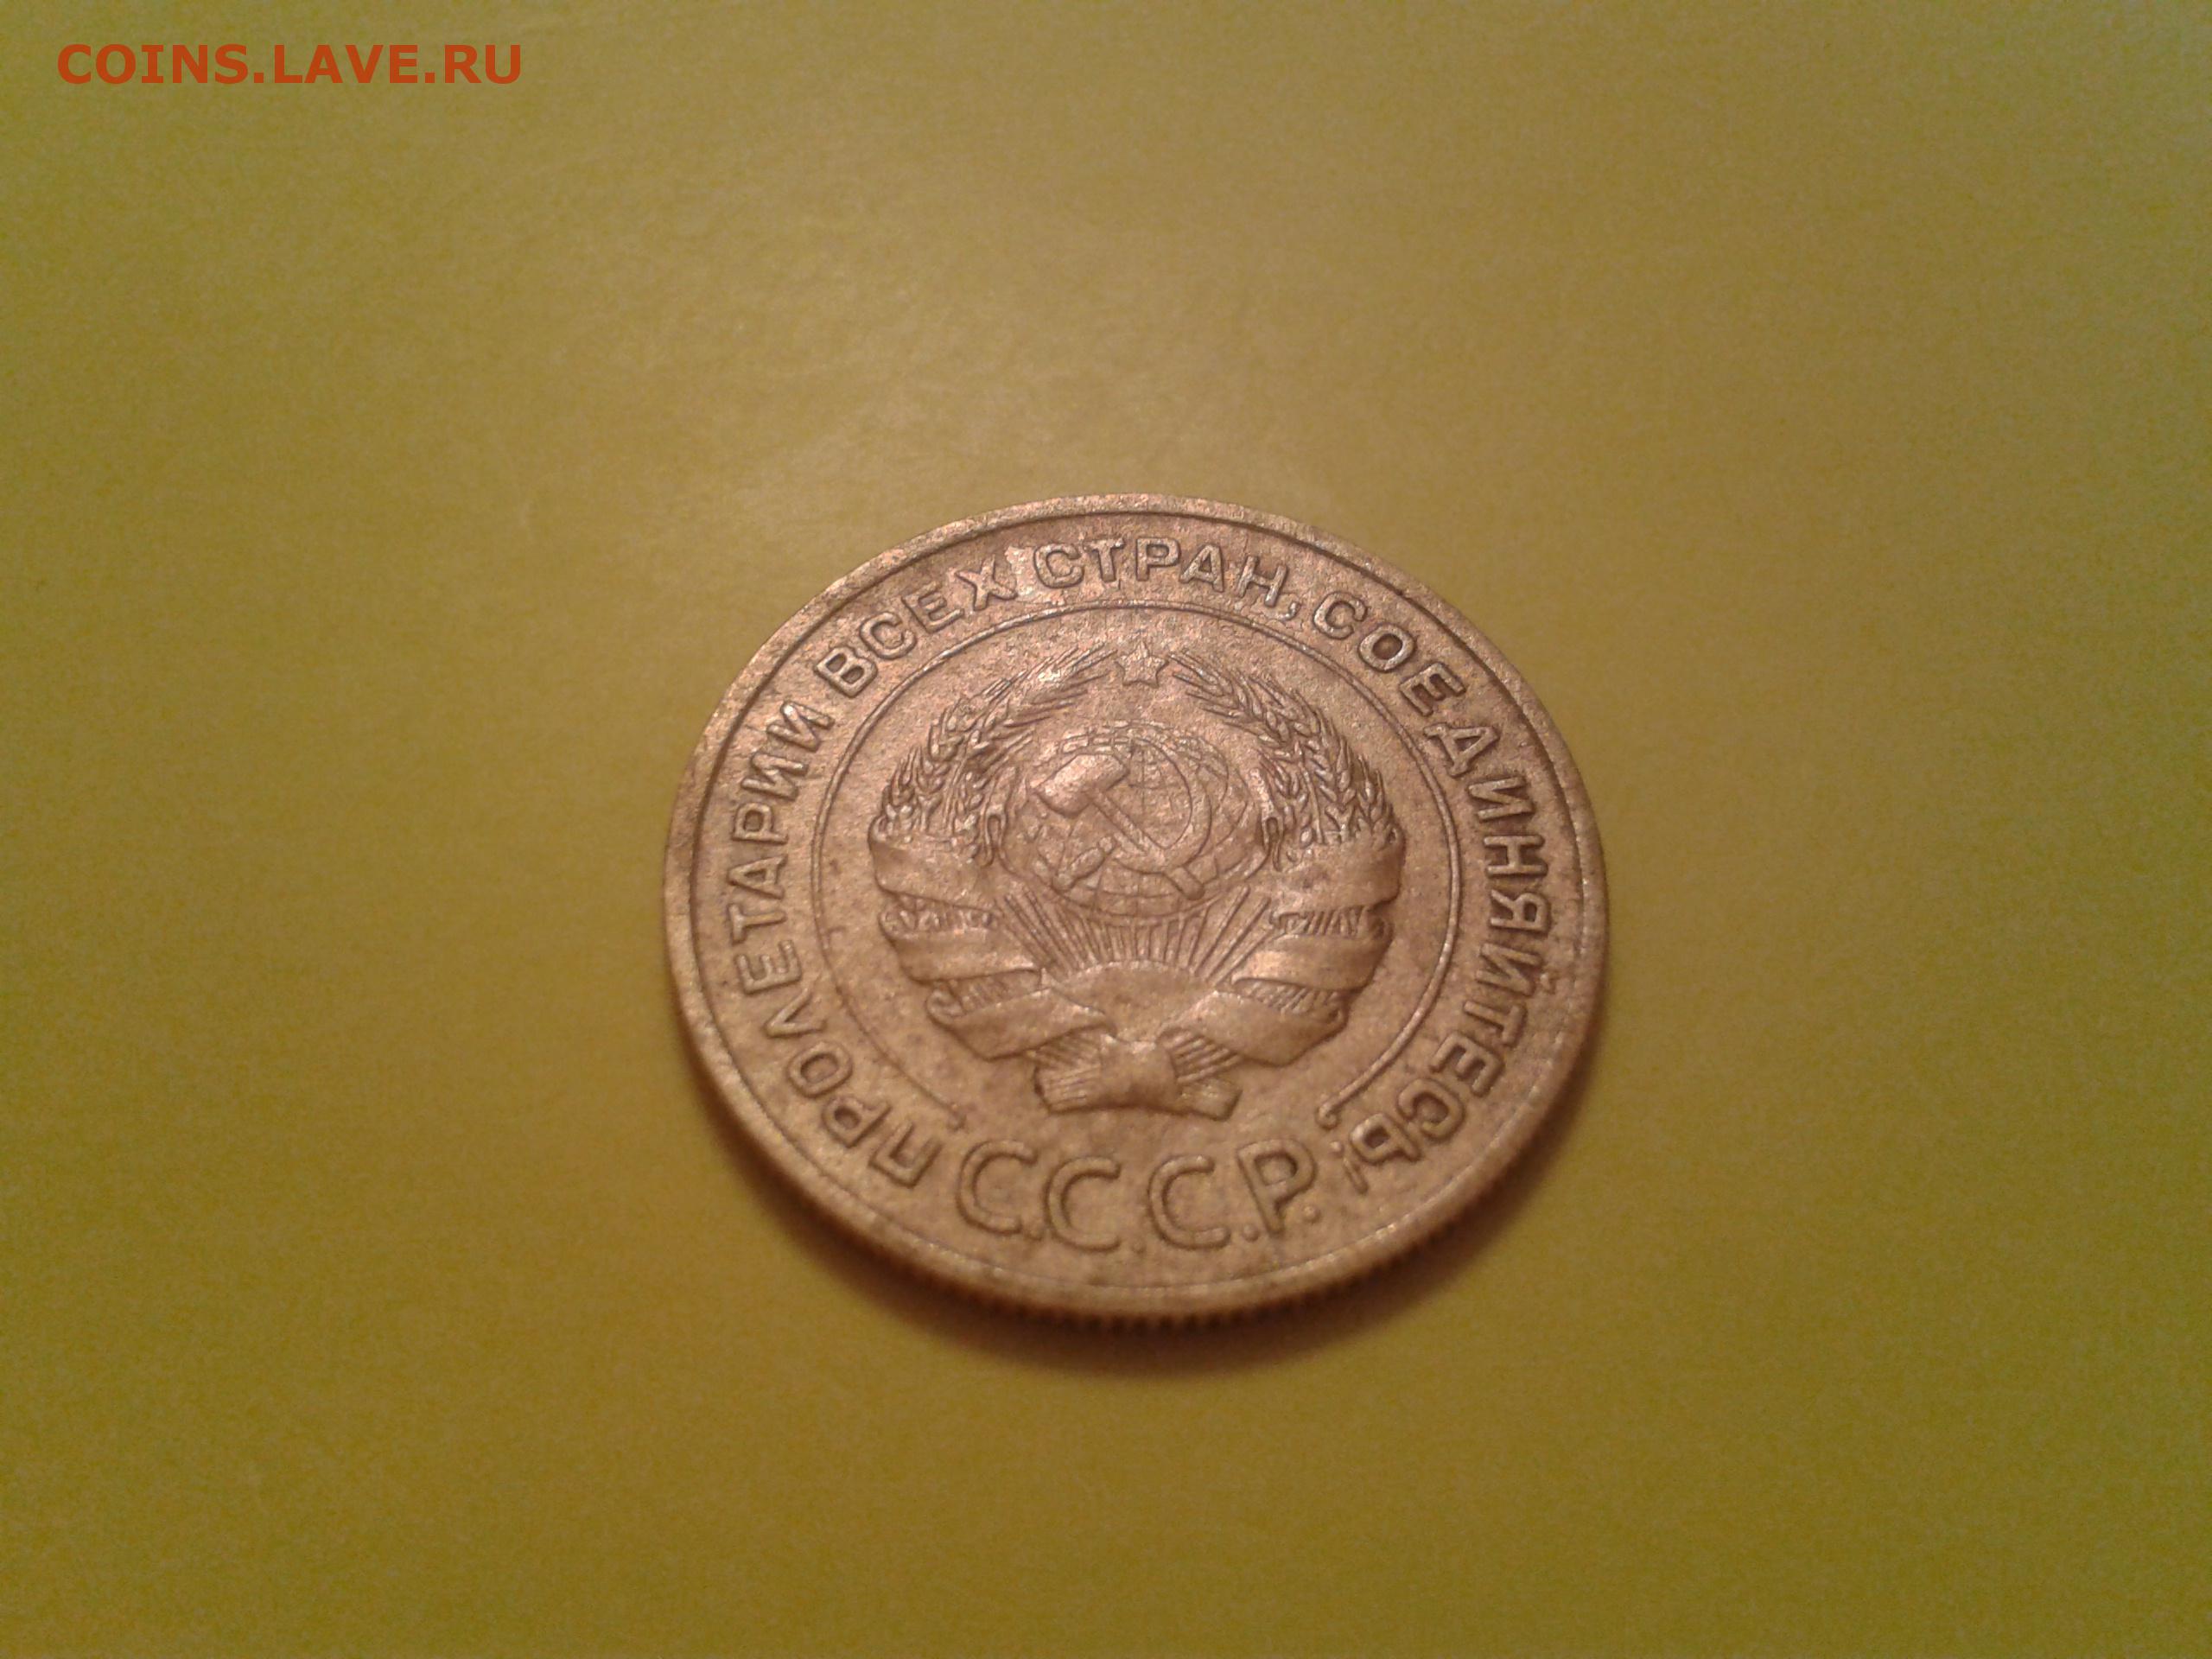 COINS.LAVE.RU
ПРОЛЕТАРИИ ВСЕХ СТРАН, СОЕДИНЯЙТЕСЬ!
С.С.С.Р.